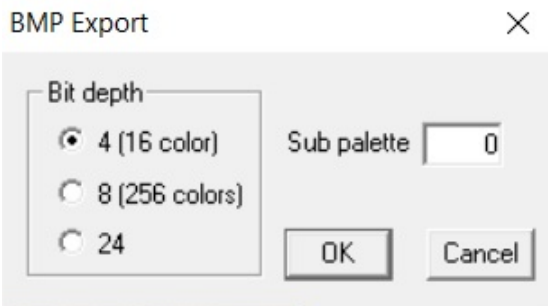 BMP Export
Bit depth
4 (16 color)
Sub palette 0
8 (256 colors)
24
OK
Cancel